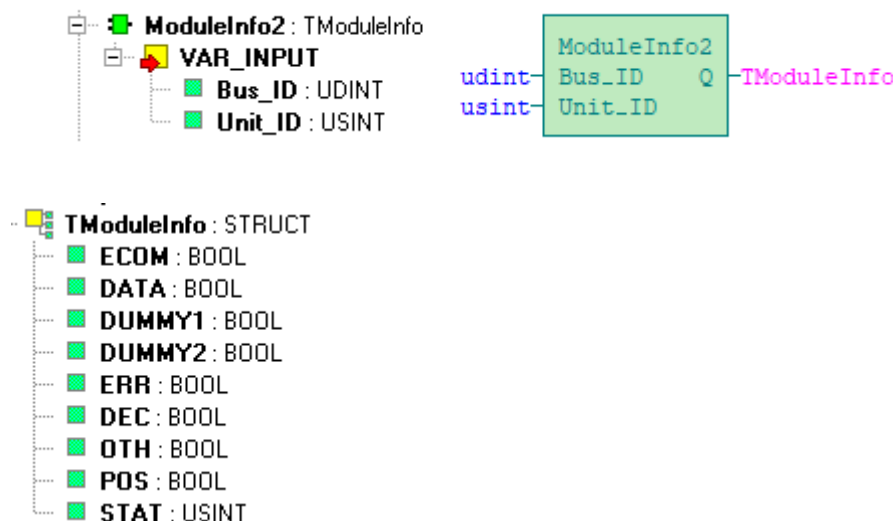 ModuleInfo2 : TModuleInfo
VAR_INPUT
Bus_ID : UDINT
Unit_ID : USINT
ModuleInfo2
udint Bus_ID Q TModuleInfo
usint Unit_ID
TModuleInfo : STRUCT
ECOM : BOOL
DATA : BOOL
DUMMY1 : BOOL
DUMMY2 : BOOL
ERR : BOOL
DEC : BOOL
OTH : BOOL
POS : BOOL
STAT : USINT